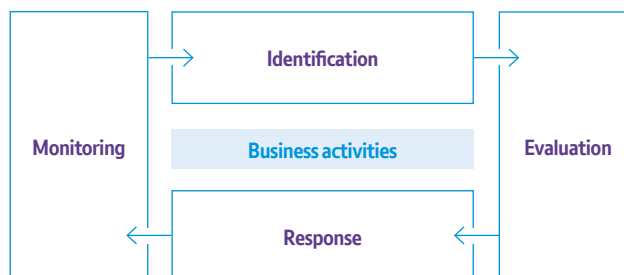 Identification
Monitoring
Business activities
Evaluation
Response